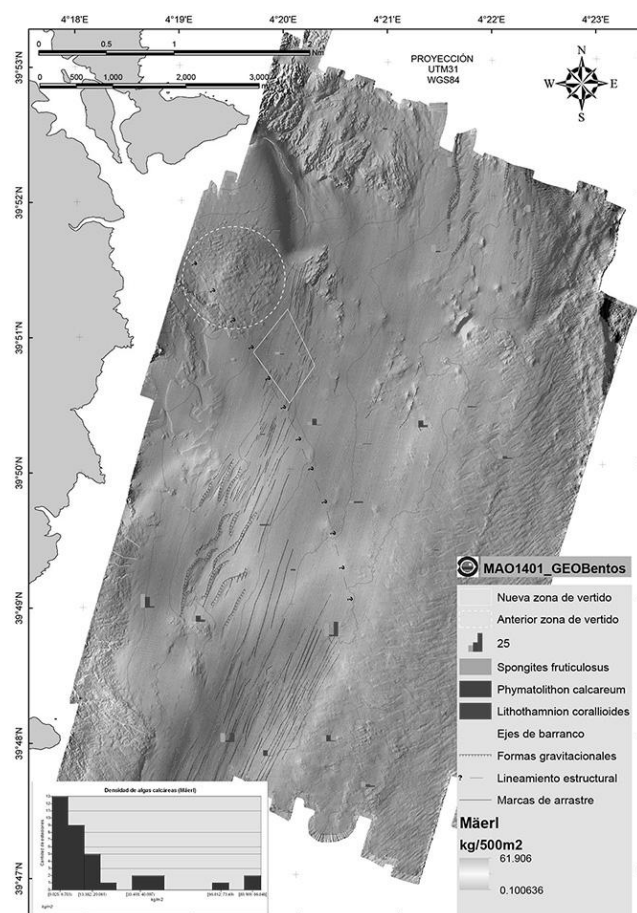 4°18'E 4°19'E 4°20'E 4°21'E 4°22'E 4°23'E
0 0.5 1 2
0 500 1,000 2,000 3,000
PROYECCIÓN
UTM31
WGS84
N
W E
S
39°53'N
39°52'N
39°51'N
39°50'N
39°49'N
39°48'N
39°47'N
MAO1401_GEOBentos
Nueva zona de vertido
Anterior zona de vertido
25
Spongites fruticulosus
Phymatolithon calcareum
Lithothamnion corallioides
Ejes de barranco
Formas gravitacionales
Lineamiento estructural
Marcas de arrastre
Mäerl
kg/500m2
61.906
0.100636
Densidad de algas calcáreas (Mäerl)